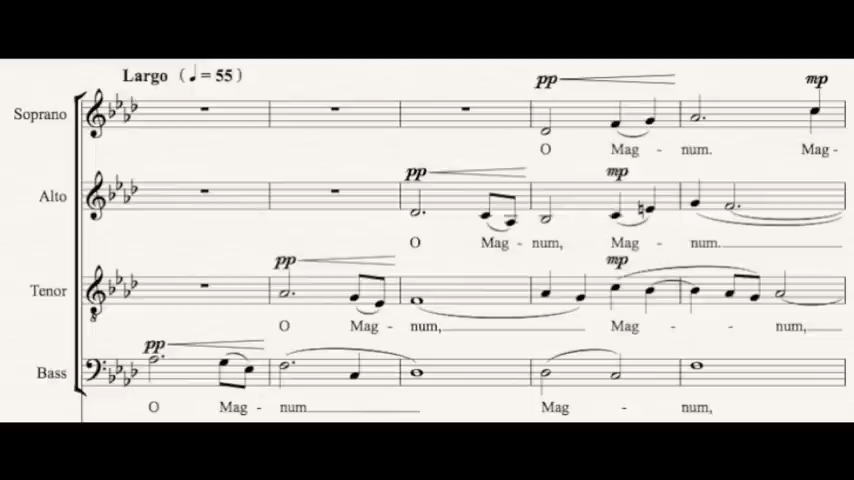 Largo (♩= 55)
pp mp
Soprano
O Mag - num. Mag-
pp mp
Alto
O Mag - num, Mag - num.
pp mp
Tenor
O Mag - num, Mag - num,
pp
Bass
O Mag - num Mag - num,